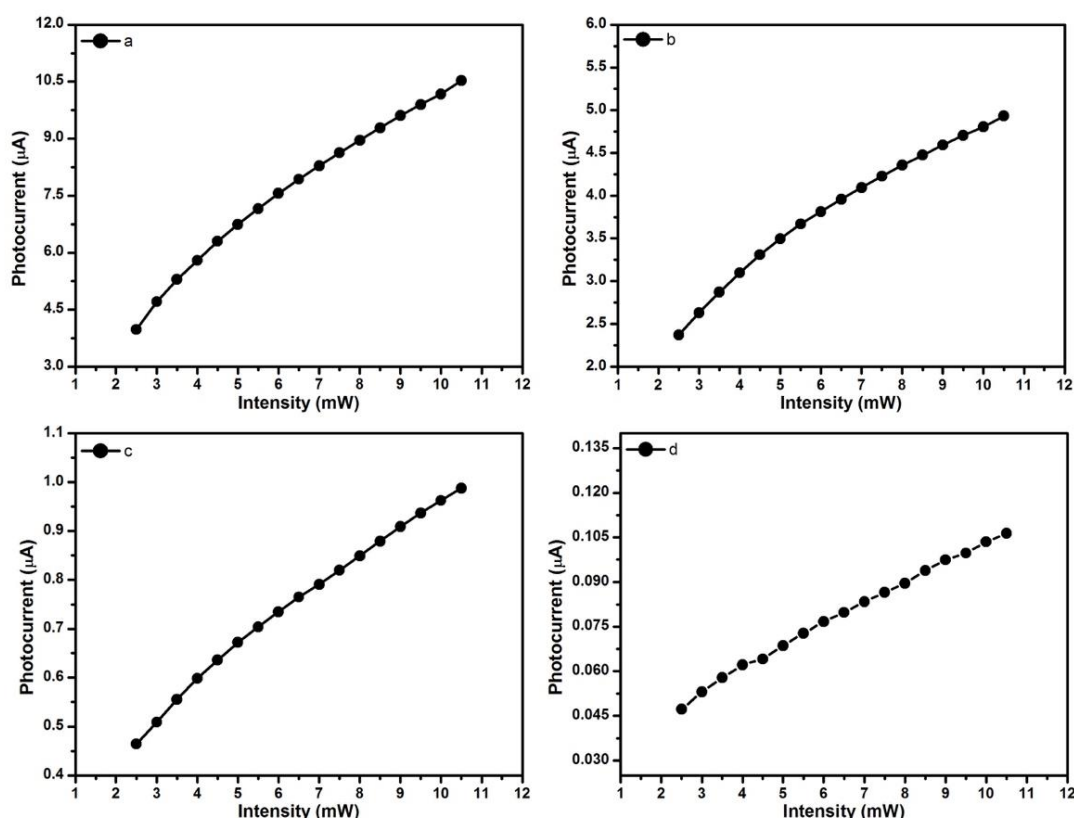 a
12.0
10.5
9.0
7.5
6.0
4.5
3.0
Photocurrent (μA)
1 2 3 4 5 6 7 8 9 10 11 12
Intensity (mW)
b
6.0
5.5
5.0
4.5
4.0
3.5
3.0
2.5
2.0
Photocurrent (μA)
1 2 3 4 5 6 7 8 9 10 11 12
Intensity (mW)
c
1.1
1.0
0.9
0.8
0.7
0.6
0.5
0.4
Photocurrent (μA)
1 2 3 4 5 6 7 8 9 10 11 12
Intensity (mW)
d
0.135
0.120
0.105
0.090
0.075
0.060
0.045
0.030
Photocurrent (μA)
1 2 3 4 5 6 7 8 9 10 11 12
Intensity (mW)